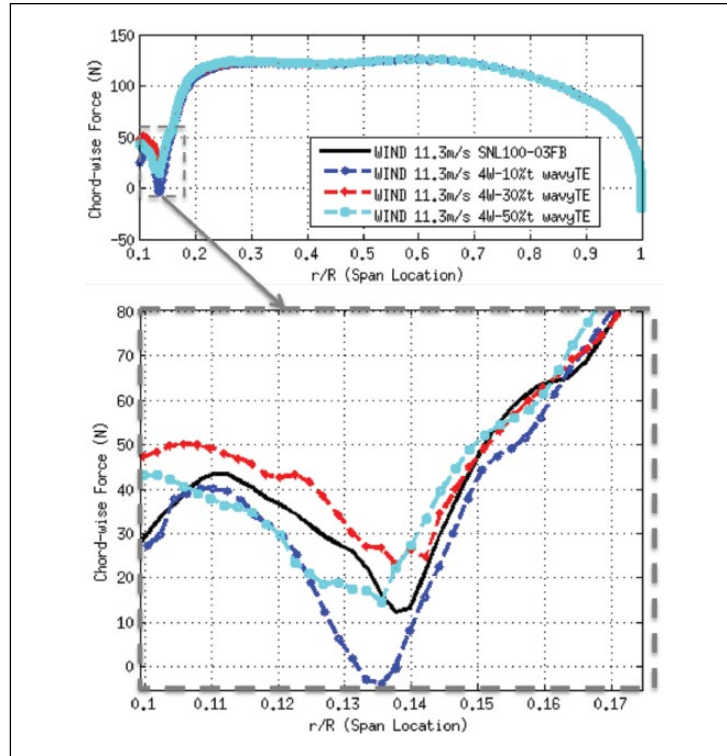 150
100
50
0
-50
Chord-wise Force (N)
WIND 11.3m/s SNL100-03FB
WIND 11.3m/s 4W-10%t wavyTE
WIND 11.3m/s 4W-30%t wavyTE
WIND 11.3m/s 4W-50%t wavyTE
0.1 0.2 0.3 0.4 0.5 0.6 0.7 0.8 0.9 1
r/R (Span Location)
80
70
60
50
40
30
20
10
0
Chord-wise Force (N)
0.1 0.11 0.12 0.13 0.14 0.15 0.16 0.17
r/R (Span Location)